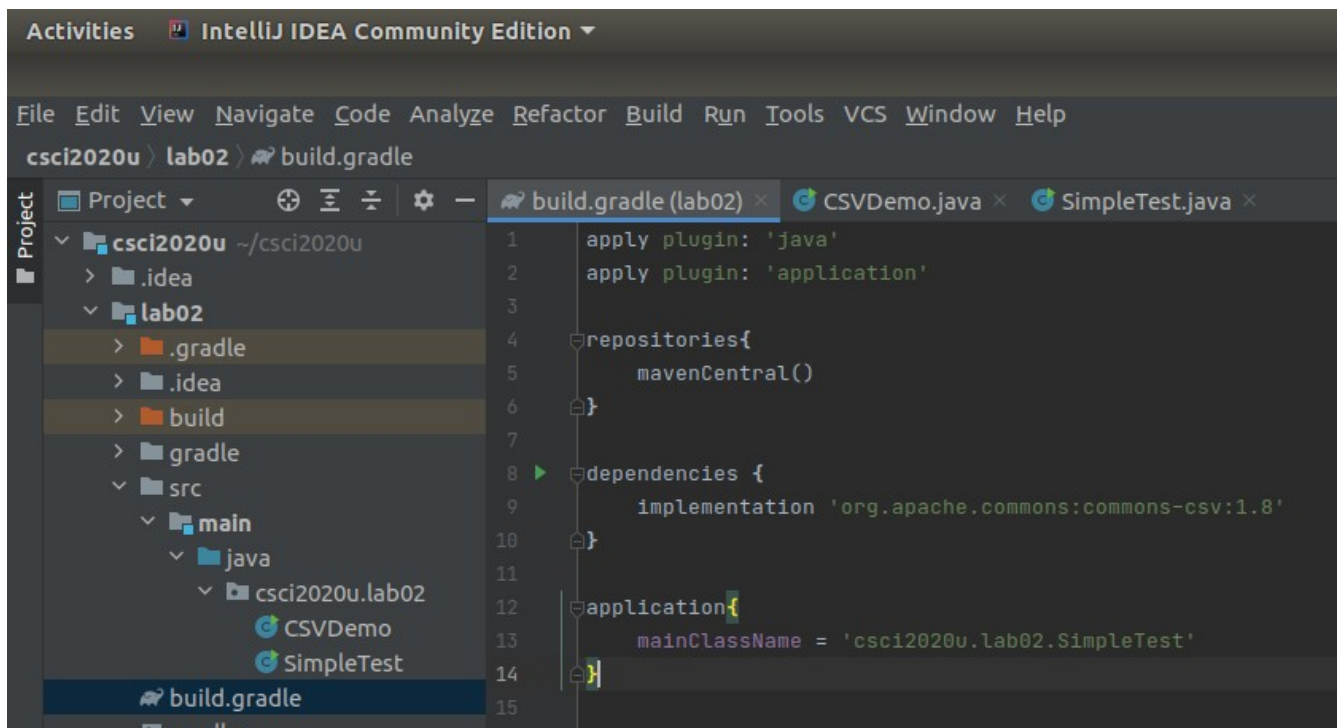 Activities IntelliJ IDEA Community Edition
File Edit View Navigate Code Analyze Refactor Build Run Tools VCS Window Help
csci2020u lab02 build.gradle
Project
Project
build.gradle (lab02) CSVDemo.java SimpleTest.java
csci2020u ~/csci2020u
.idea
lab02
.gradle
.idea
build
gradle
src
main
java
csci2020u.lab02
CSVDemo
SimpleTest
build.gradle
1 apply plugin: 'java'
2 apply plugin: 'application'
3
4 repositories{
5 mavenCentral()
6 }
7
8 dependencies {
9 implementation 'org.apache.commons:commons-csv:1.8'
10 }
11
12 application{
13 mainClassName = 'csci2020u.lab02.SimpleTest'
14 }
15